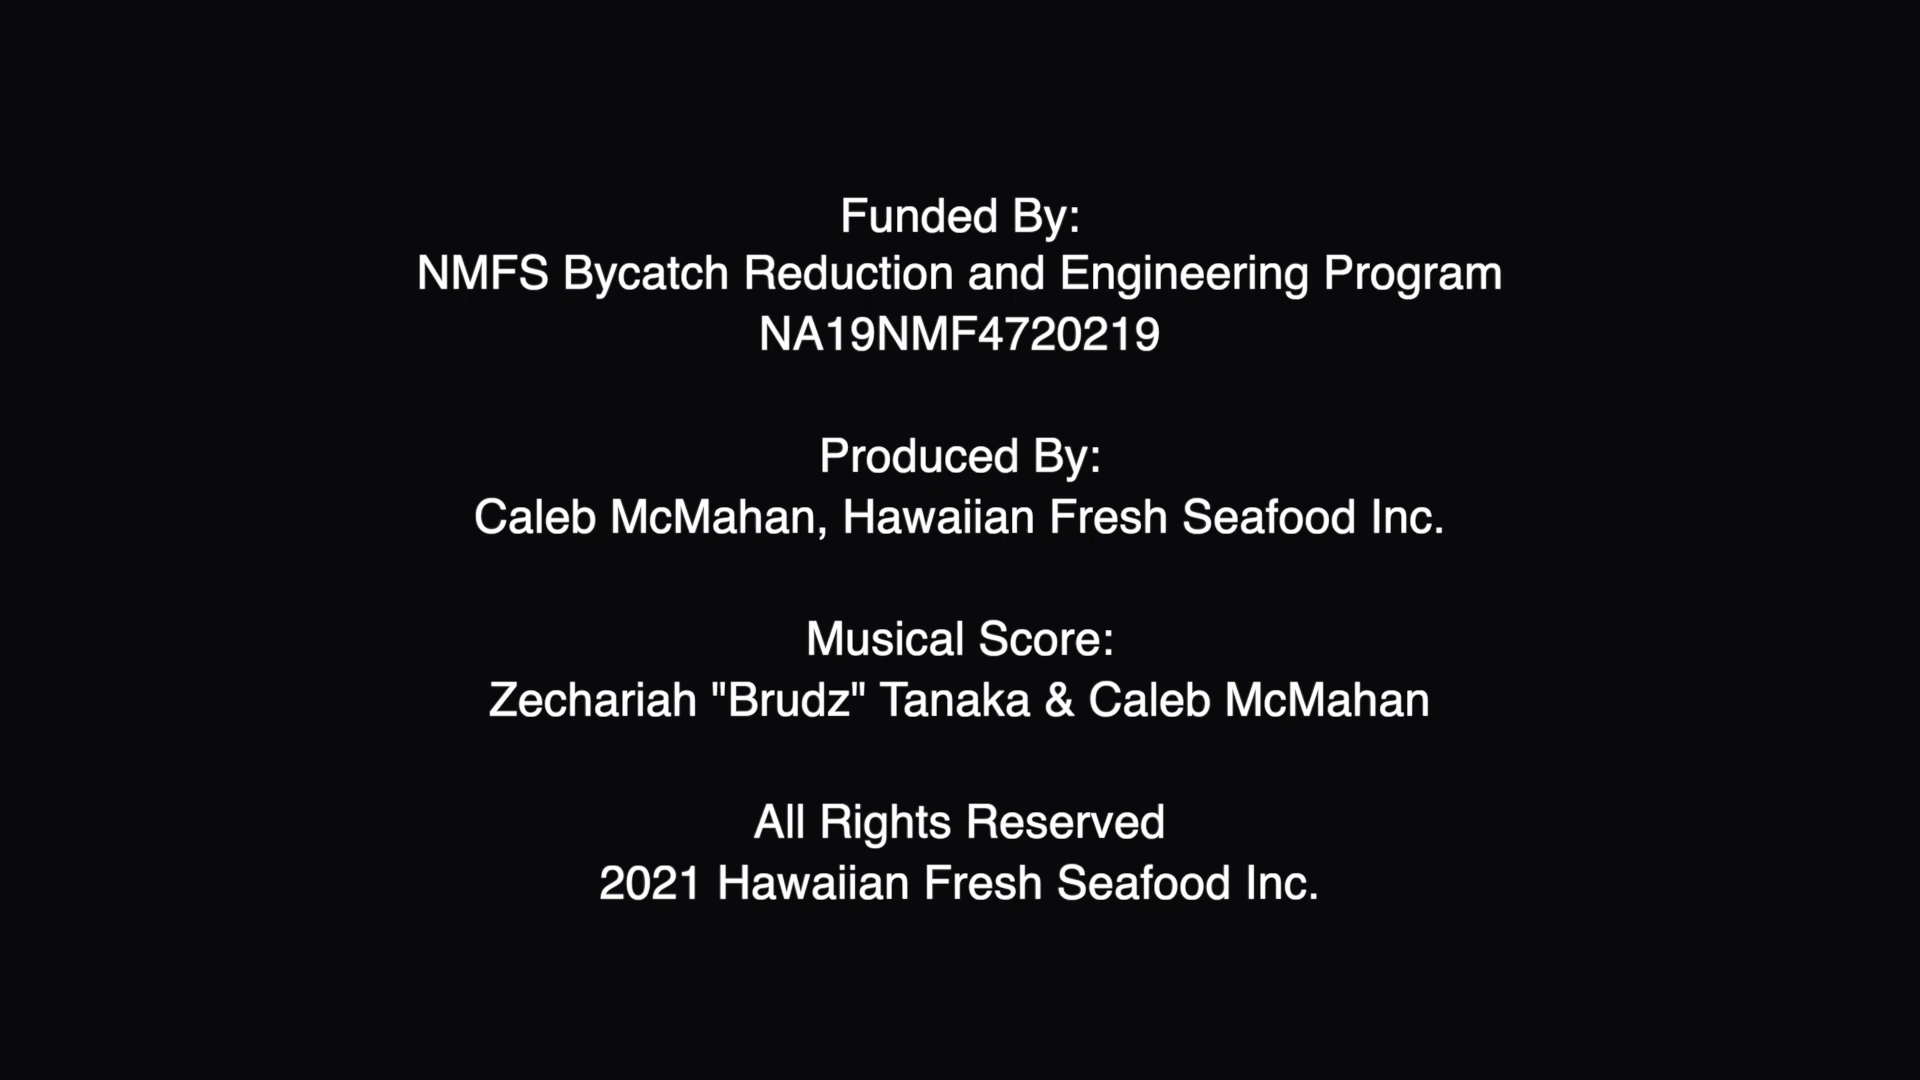 Funded By:
NMFS Bycatch Reduction and Engineering Program
NA19NMF4720219
Produced By:
Caleb McMahan, Hawaiian Fresh Seafood Inc.
Musical Score:
Zechariah "Brudz" Tanaka & Caleb McMahan
All Rights Reserved
2021 Hawaiian Fresh Seafood Inc.